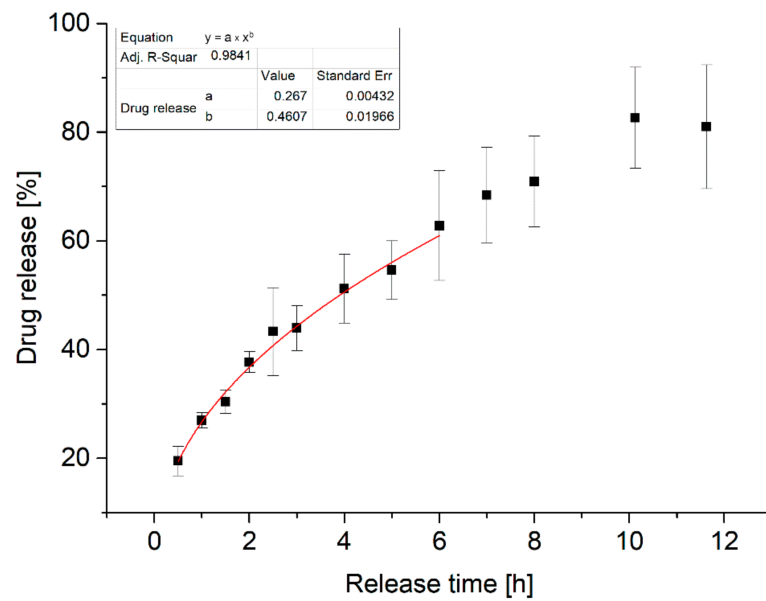 100
80
60
40
20
Drug release [%]
Equation y = a × x^b
Adj. R-Squar 0.9841
Value Standard Err
Drug release a 0.267 0.00432
b 0.4607 0.01966
0 2 4 6 8 10 12
Release time [h]